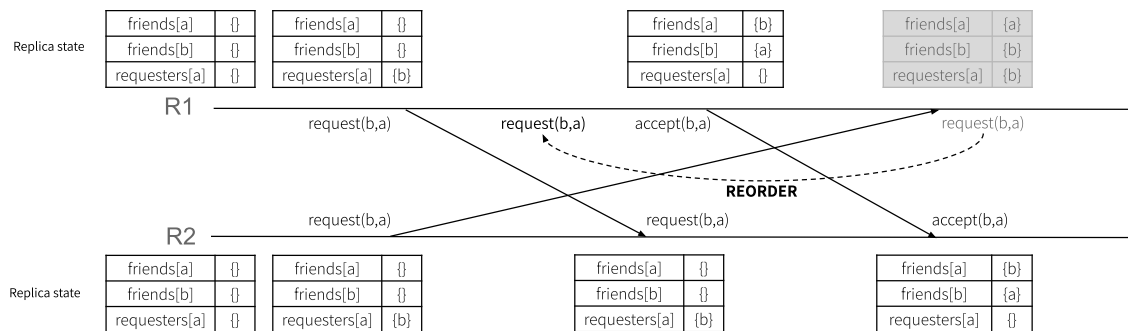 friends[a] {} friends[a] {} friends[a] {b} friends[a] {a}
Replica state friends[b] {} friends[b] {} friends[b] {a} friends[b] {b}
requesters[a] {} requesters[a] {b} requesters[a] {} requesters[a] {b}
R1
request(b,a) request(b,a) accept(b,a) request(b,a)
REORDER
request(b,a) request(b,a) accept(b,a)
R2
friends[a] {} friends[a] {} friends[a] {} friends[a] {b}
Replica state friends[b] {} friends[b] {} friends[b] {} friends[b] {a}
requesters[a] {} requesters[a] {b} requesters[a] {b} requesters[a] {}